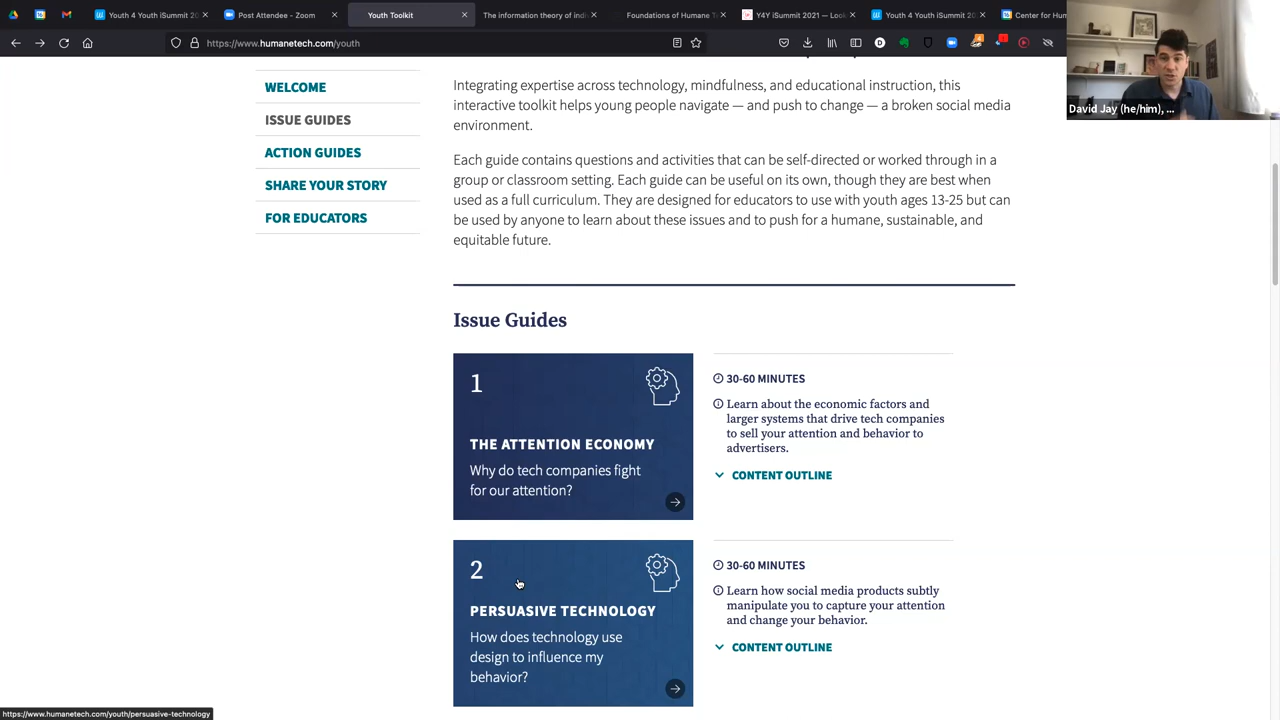 Youth 4 Youth iSummit 20
Post Attendee - Zoom
Youth Toolkit
The information theory of indi
Foundations of Humane T
Y4Y iSummit 2021 — Loo
Youth 4 Youth iSummit 20
Center for Hum
https://www.humanetech.com/youth
David Jay (he/him), ...
WELCOME
ISSUE GUIDES
ACTION GUIDES
SHARE YOUR STORY
FOR EDUCATORS
Integrating expertise across technology, mindfulness, and educational instruction, this
interactive toolkit helps young people navigate — and push to change — a broken social media
environment.
Each guide contains questions and activities that can be self-directed or worked through in a
group or classroom setting. Each guide can be useful on its own, though they are best when
used as a full curriculum. They are designed for educators to use with youth ages 13-25 but can
be used by anyone to learn about these issues and to push for a humane, sustainable, and
equitable future.
Issue Guides
1
THE ATTENTION ECONOMY
Why do tech companies fight
for our attention?
30-60 MINUTES
Learn about the economic factors and
larger systems that drive tech companies
to sell your attention and behavior to
advertisers.
CONTENT OUTLINE
2
PERSUASIVE TECHNOLOGY
How does technology use
design to influence my
behavior?
30-60 MINUTES
Learn how social media products subtly
manipulate you to capture your attention
and change your behavior.
CONTENT OUTLINE
https://www.humanetech.com/youth/persuasive-technology